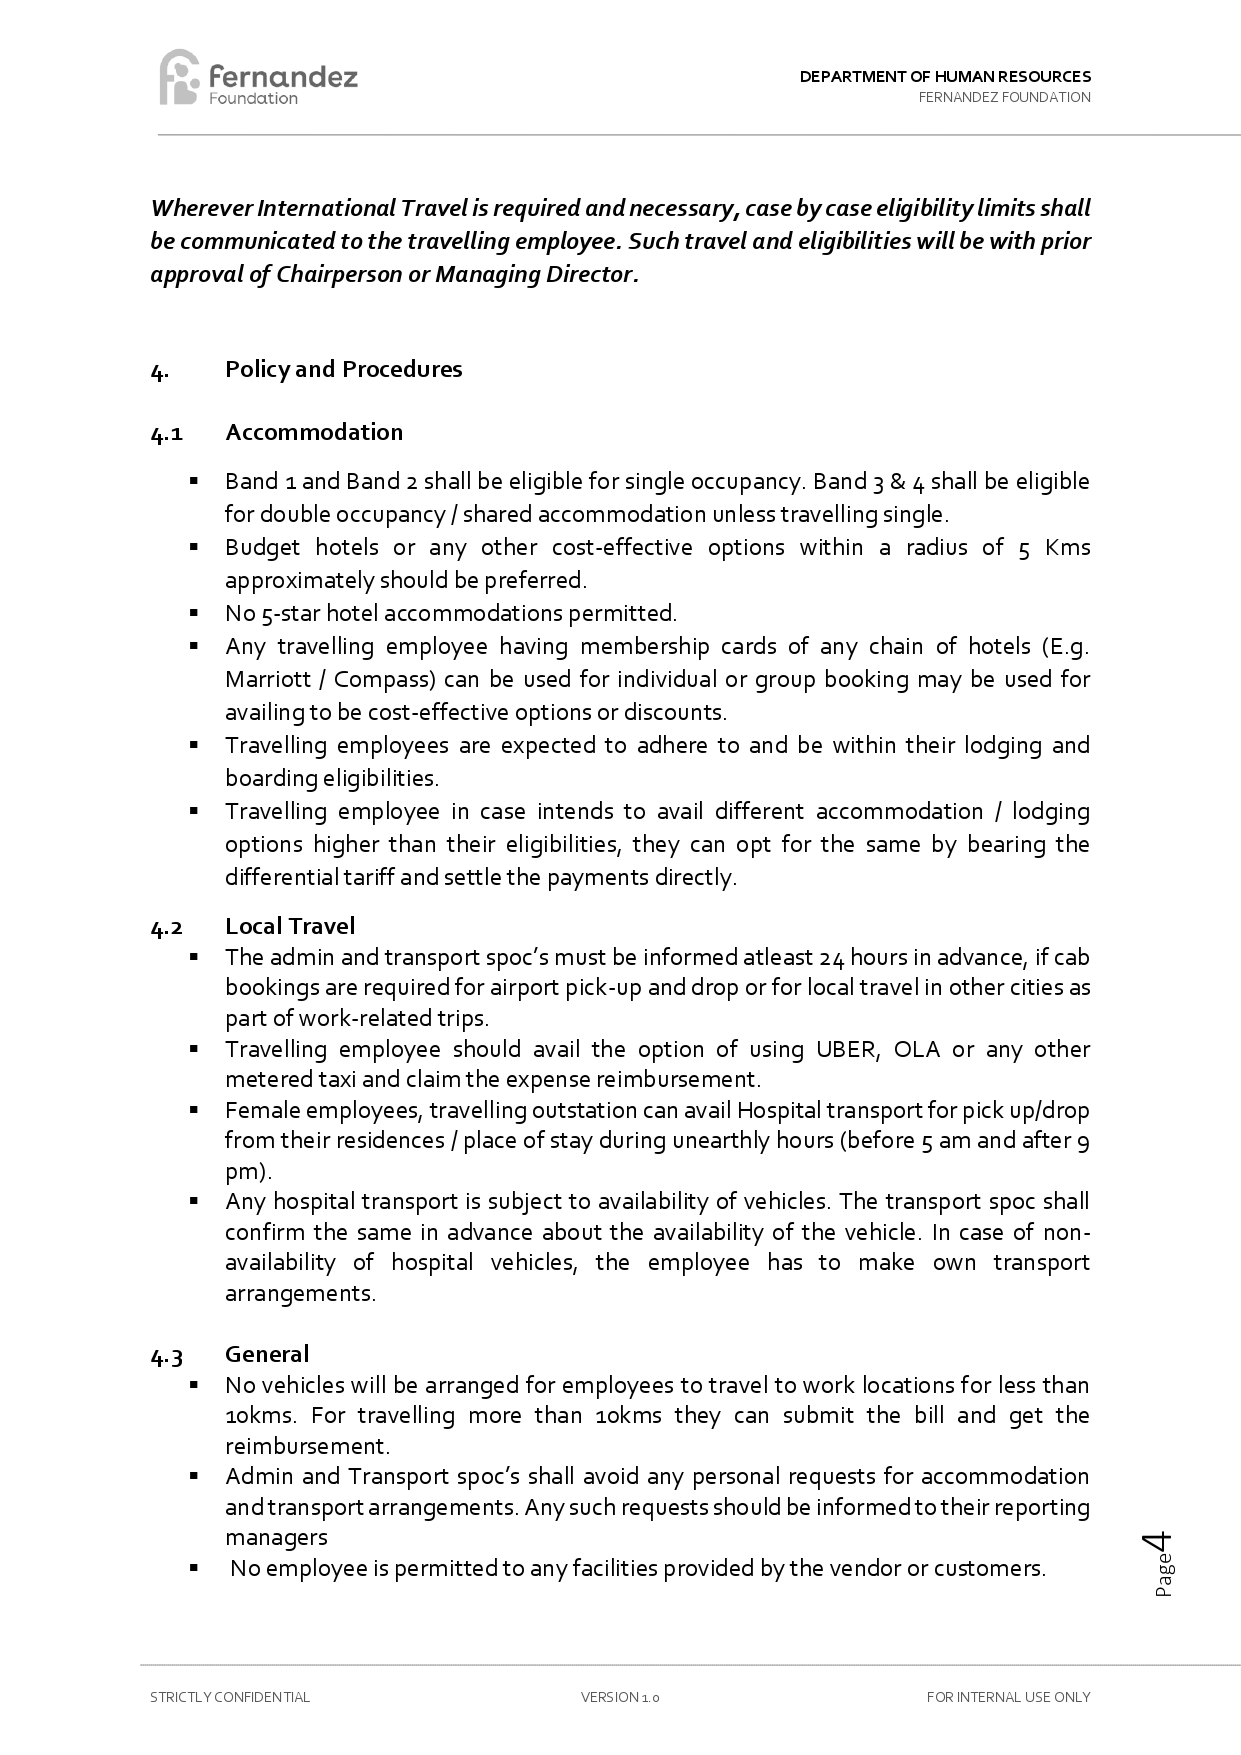 fernandez
Foundation
DEPARTMENT OF HUMAN RESOURCES
FERNANDEZ FOUNDATION
Wherever International Travel is required and necessary, case by case eligibility limits shall
be communicated to the travelling employee. Such travel and eligibilities will be with prior
approval of Chairperson or Managing Director.
4. Policy and Procedures
4.1 Accommodation
▪ Band 1 and Band 2 shall be eligible for single occupancy. Band 3 & 4 shall be eligible
for double occupancy / shared accommodation unless travelling single.
▪ Budget hotels or any other cost-effective options within a radius of 5 Kms
approximately should be preferred.
▪ No 5-star hotel accommodations permitted.
▪ Any travelling employee having membership cards of any chain of hotels (E.g.
Marriott / Compass) can be used for individual or group booking may be used for
availing to be cost-effective options or discounts.
▪ Travelling employees are expected to adhere to and be within their lodging and
boarding eligibilities.
▪ Travelling employee in case intends to avail different accommodation / lodging
options higher than their eligibilities, they can opt for the same by bearing the
differential tariff and settle the payments directly.
4.2 Local Travel
▪ The admin and transport spoc’s must be informed atleast 24 hours in advance, if cab
bookings are required for airport pick-up and drop or for local travel in other cities as
part of work-related trips.
▪ Travelling employee should avail the option of using UBER, OLA or any other
metered taxi and claim the expense reimbursement.
▪ Female employees, travelling outstation can avail Hospital transport for pick up/drop
from their residences / place of stay during unearthly hours (before 5 am and after 9
pm).
▪ Any hospital transport is subject to availability of vehicles. The transport spoc shall
confirm the same in advance about the availability of the vehicle. In case of non-
availability of hospital vehicles, the employee has to make own transport
arrangements.
4.3 General
▪ No vehicles will be arranged for employees to travel to work locations for less than
10kms. For travelling more than 10kms they can submit the bill and get the
reimbursement.
▪ Admin and Transport spoc’s shall avoid any personal requests for accommodation
and transport arrangements. Any such requests should be informed to their reporting
managers
▪ No employee is permitted to any facilities provided by the vendor or customers.
Page 4
STRICTLY CONFIDENTIAL VERSION 1.0 FOR INTERNAL USE ONLY